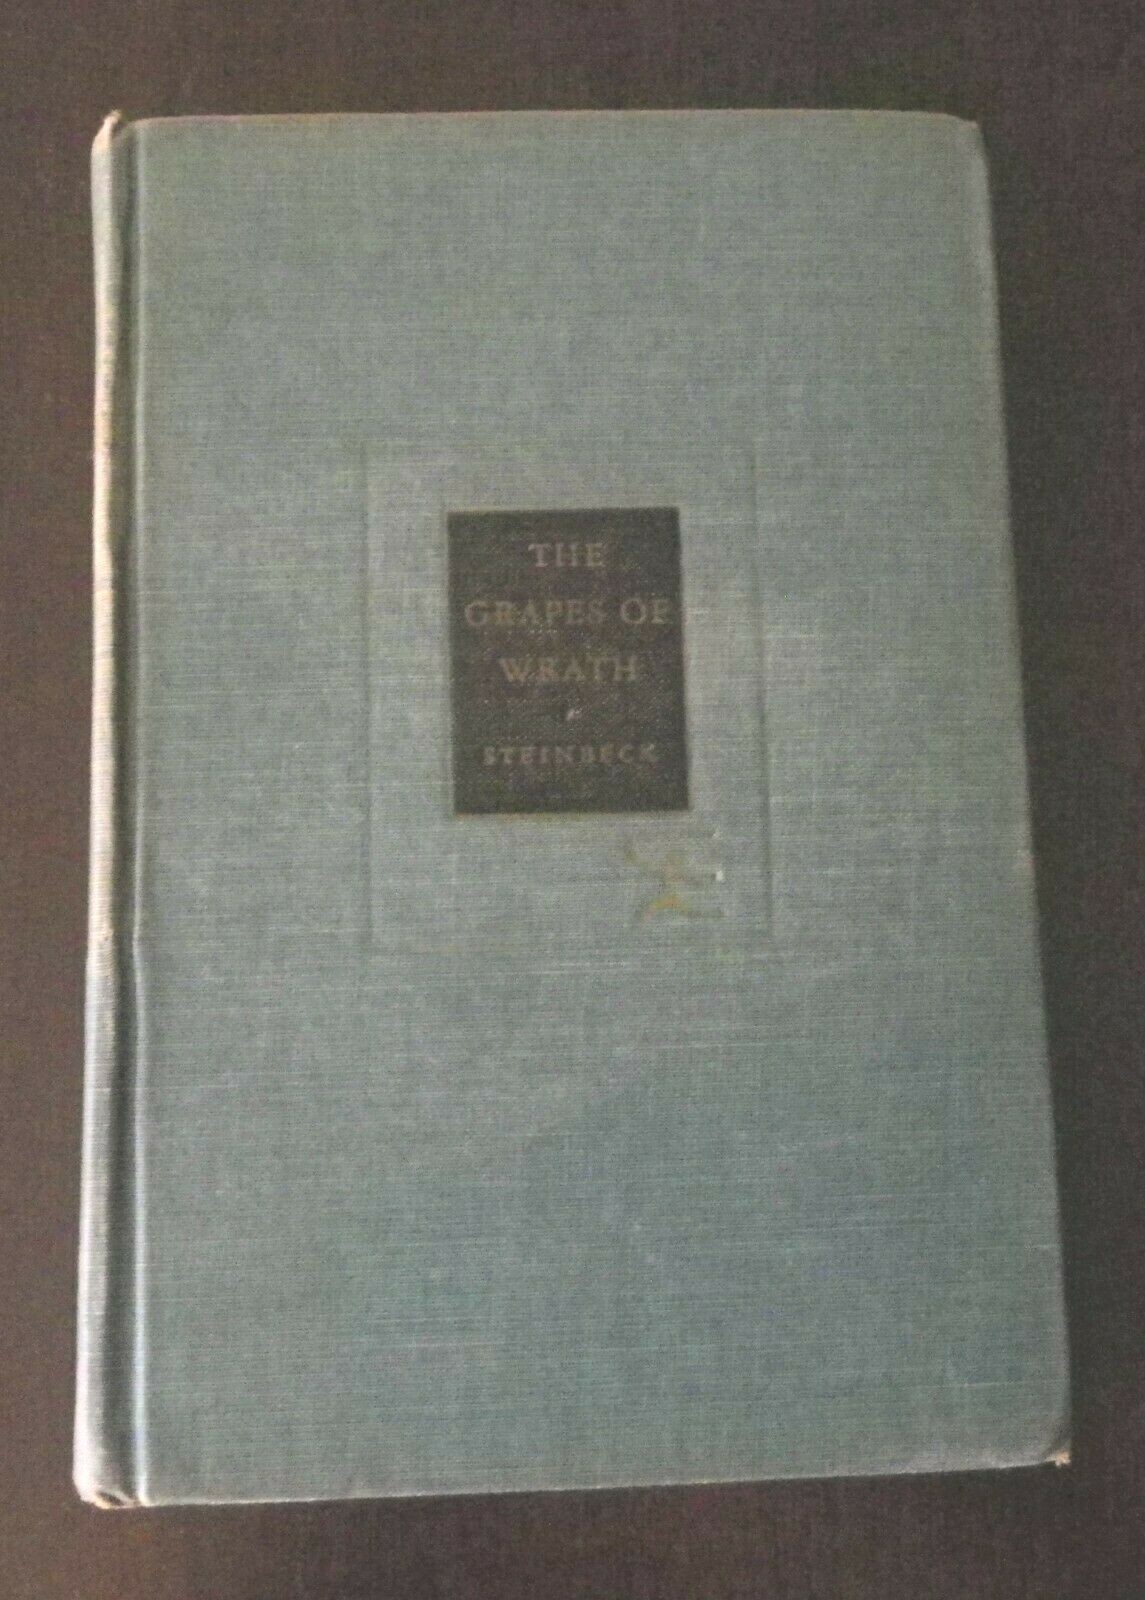 THE
GRAPES OF
WRATH
STEINBECK